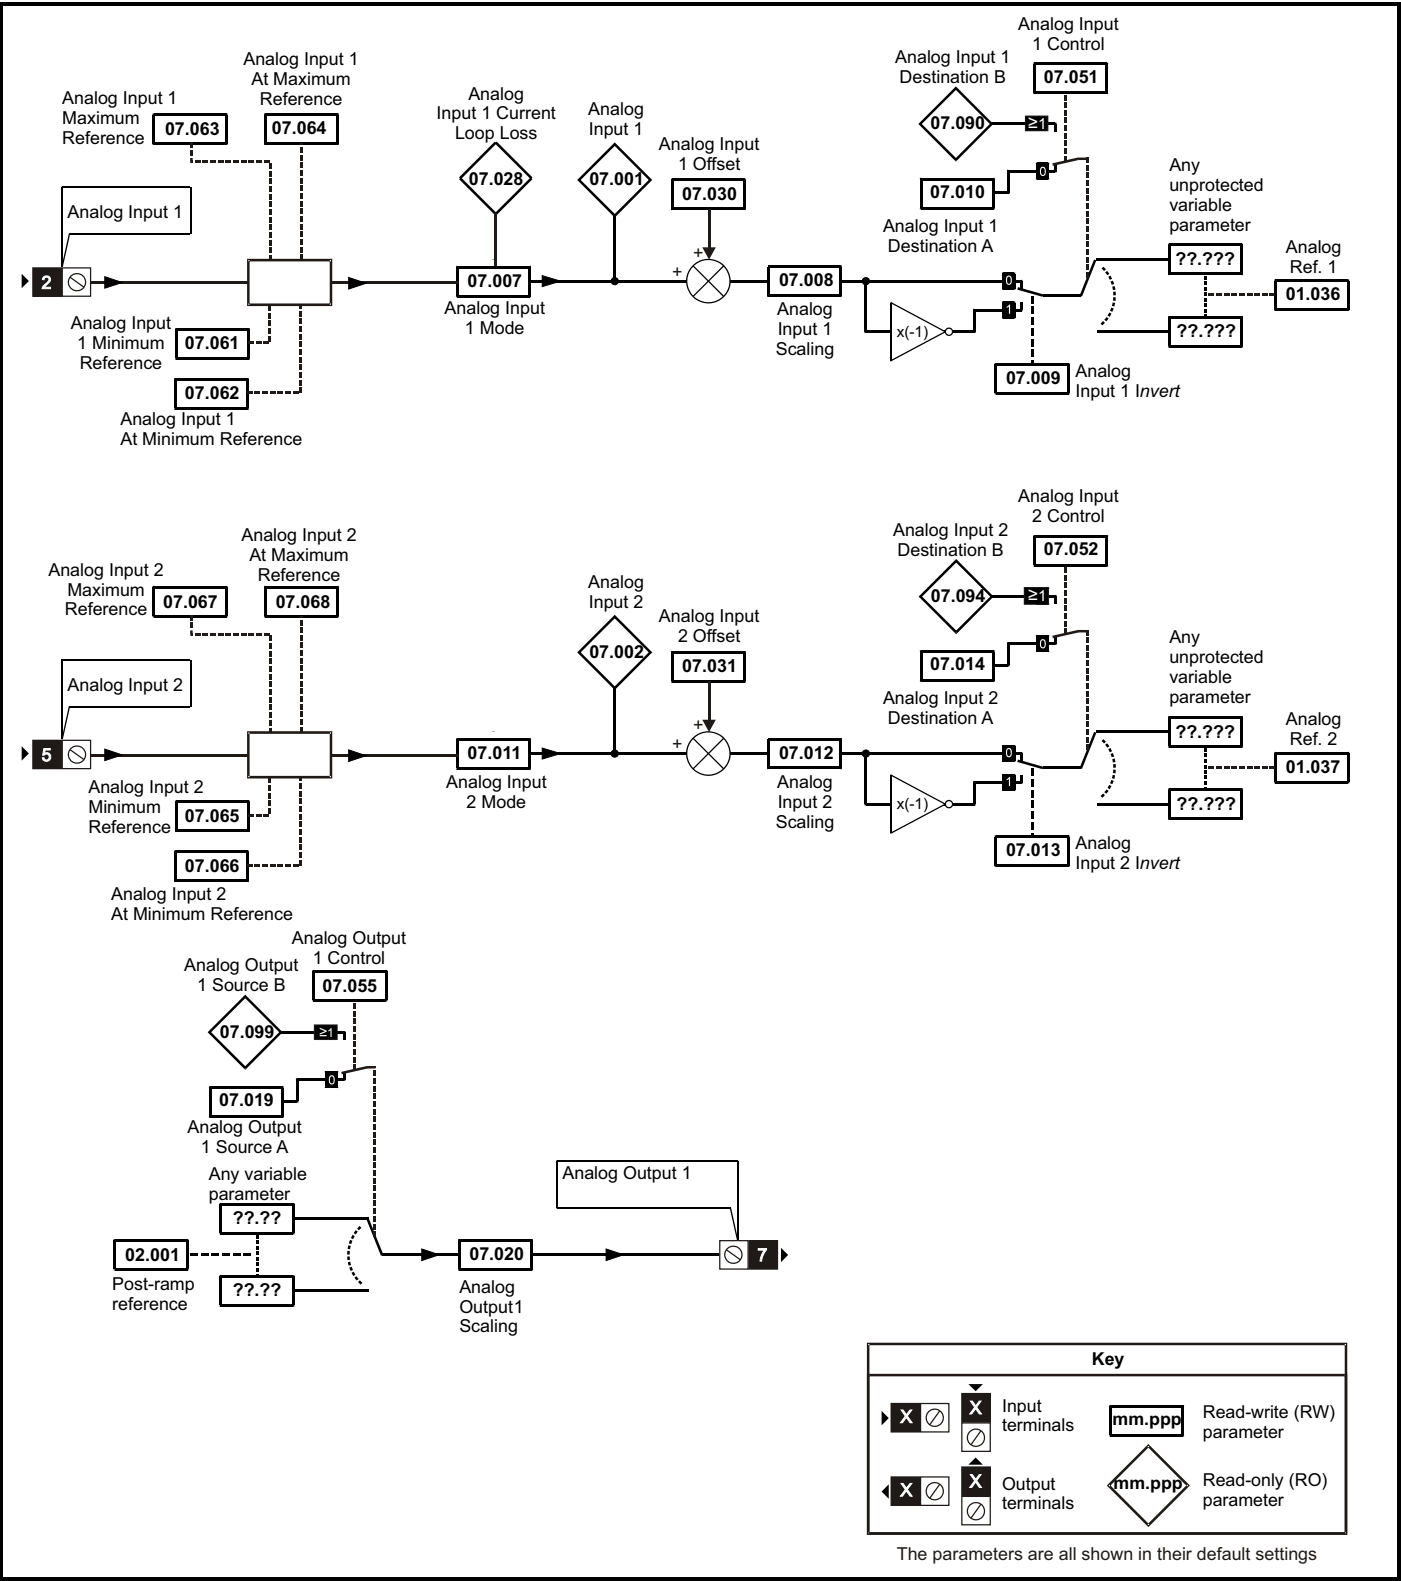 Analog Input 1
Maximum
Reference
07.063
Analog Input 1
At Maximum
Reference
07.064
Analog Input 1
2
Analog Input
1 Minimum
Reference
07.061
07.062
Analog Input 1
At Minimum Reference
Analog
Input 1 Current
Loop Loss
07.028
07.007
Analog Input
1 Mode
Analog
Input 1
07.001
Analog Input
1 Offset
07.030
+
+
07.008
Analog
Input 1
Scaling
x(-1)
Analog Input 1
Destination B
07.090
≥1
Analog Input
1 Control
07.051
0
07.010
Analog Input 1
Destination A
0
1
07.009
Analog
Input 1 Invert
Any
unprotected
variable
parameter
??.???
??.???
Analog
Ref. 1
01.036
Analog Input 2
Maximum
Reference
07.067
Analog Input 2
At Maximum
Reference
07.068
Analog Input 2
5
Analog Input 2
Minimum
Reference
07.065
07.066
Analog Input 2
At Minimum Reference
07.011
Analog Input
2 Mode
Analog
Input 2
07.002
Analog Input
2 Offset
07.031
+
+
07.012
Analog
Input 2
Scaling
x(-1)
Analog Input 2
Destination B
07.094
≥1
Analog Input
2 Control
07.052
0
07.014
Analog Input 2
Destination A
0
1
07.013
Analog
Input 2 Invert
Any
unprotected
variable
parameter
??.???
??.???
Analog
Ref. 2
01.037
Analog Output
1 Control
07.055
Analog Output
1 Source B
07.099
≥1
0
07.019
Analog Output
1 Source A
Any variable
parameter
??.??
02.001
Post-ramp
reference
??.??
07.020
Analog
Output1
Scaling
Analog Output 1
7
Key
X
X
Input
terminals
mm.ppp
Read-write (RW)
parameter
X
X
Output
terminals
mm.ppp
Read-only (RO)
parameter
The parameters are all shown in their default settings